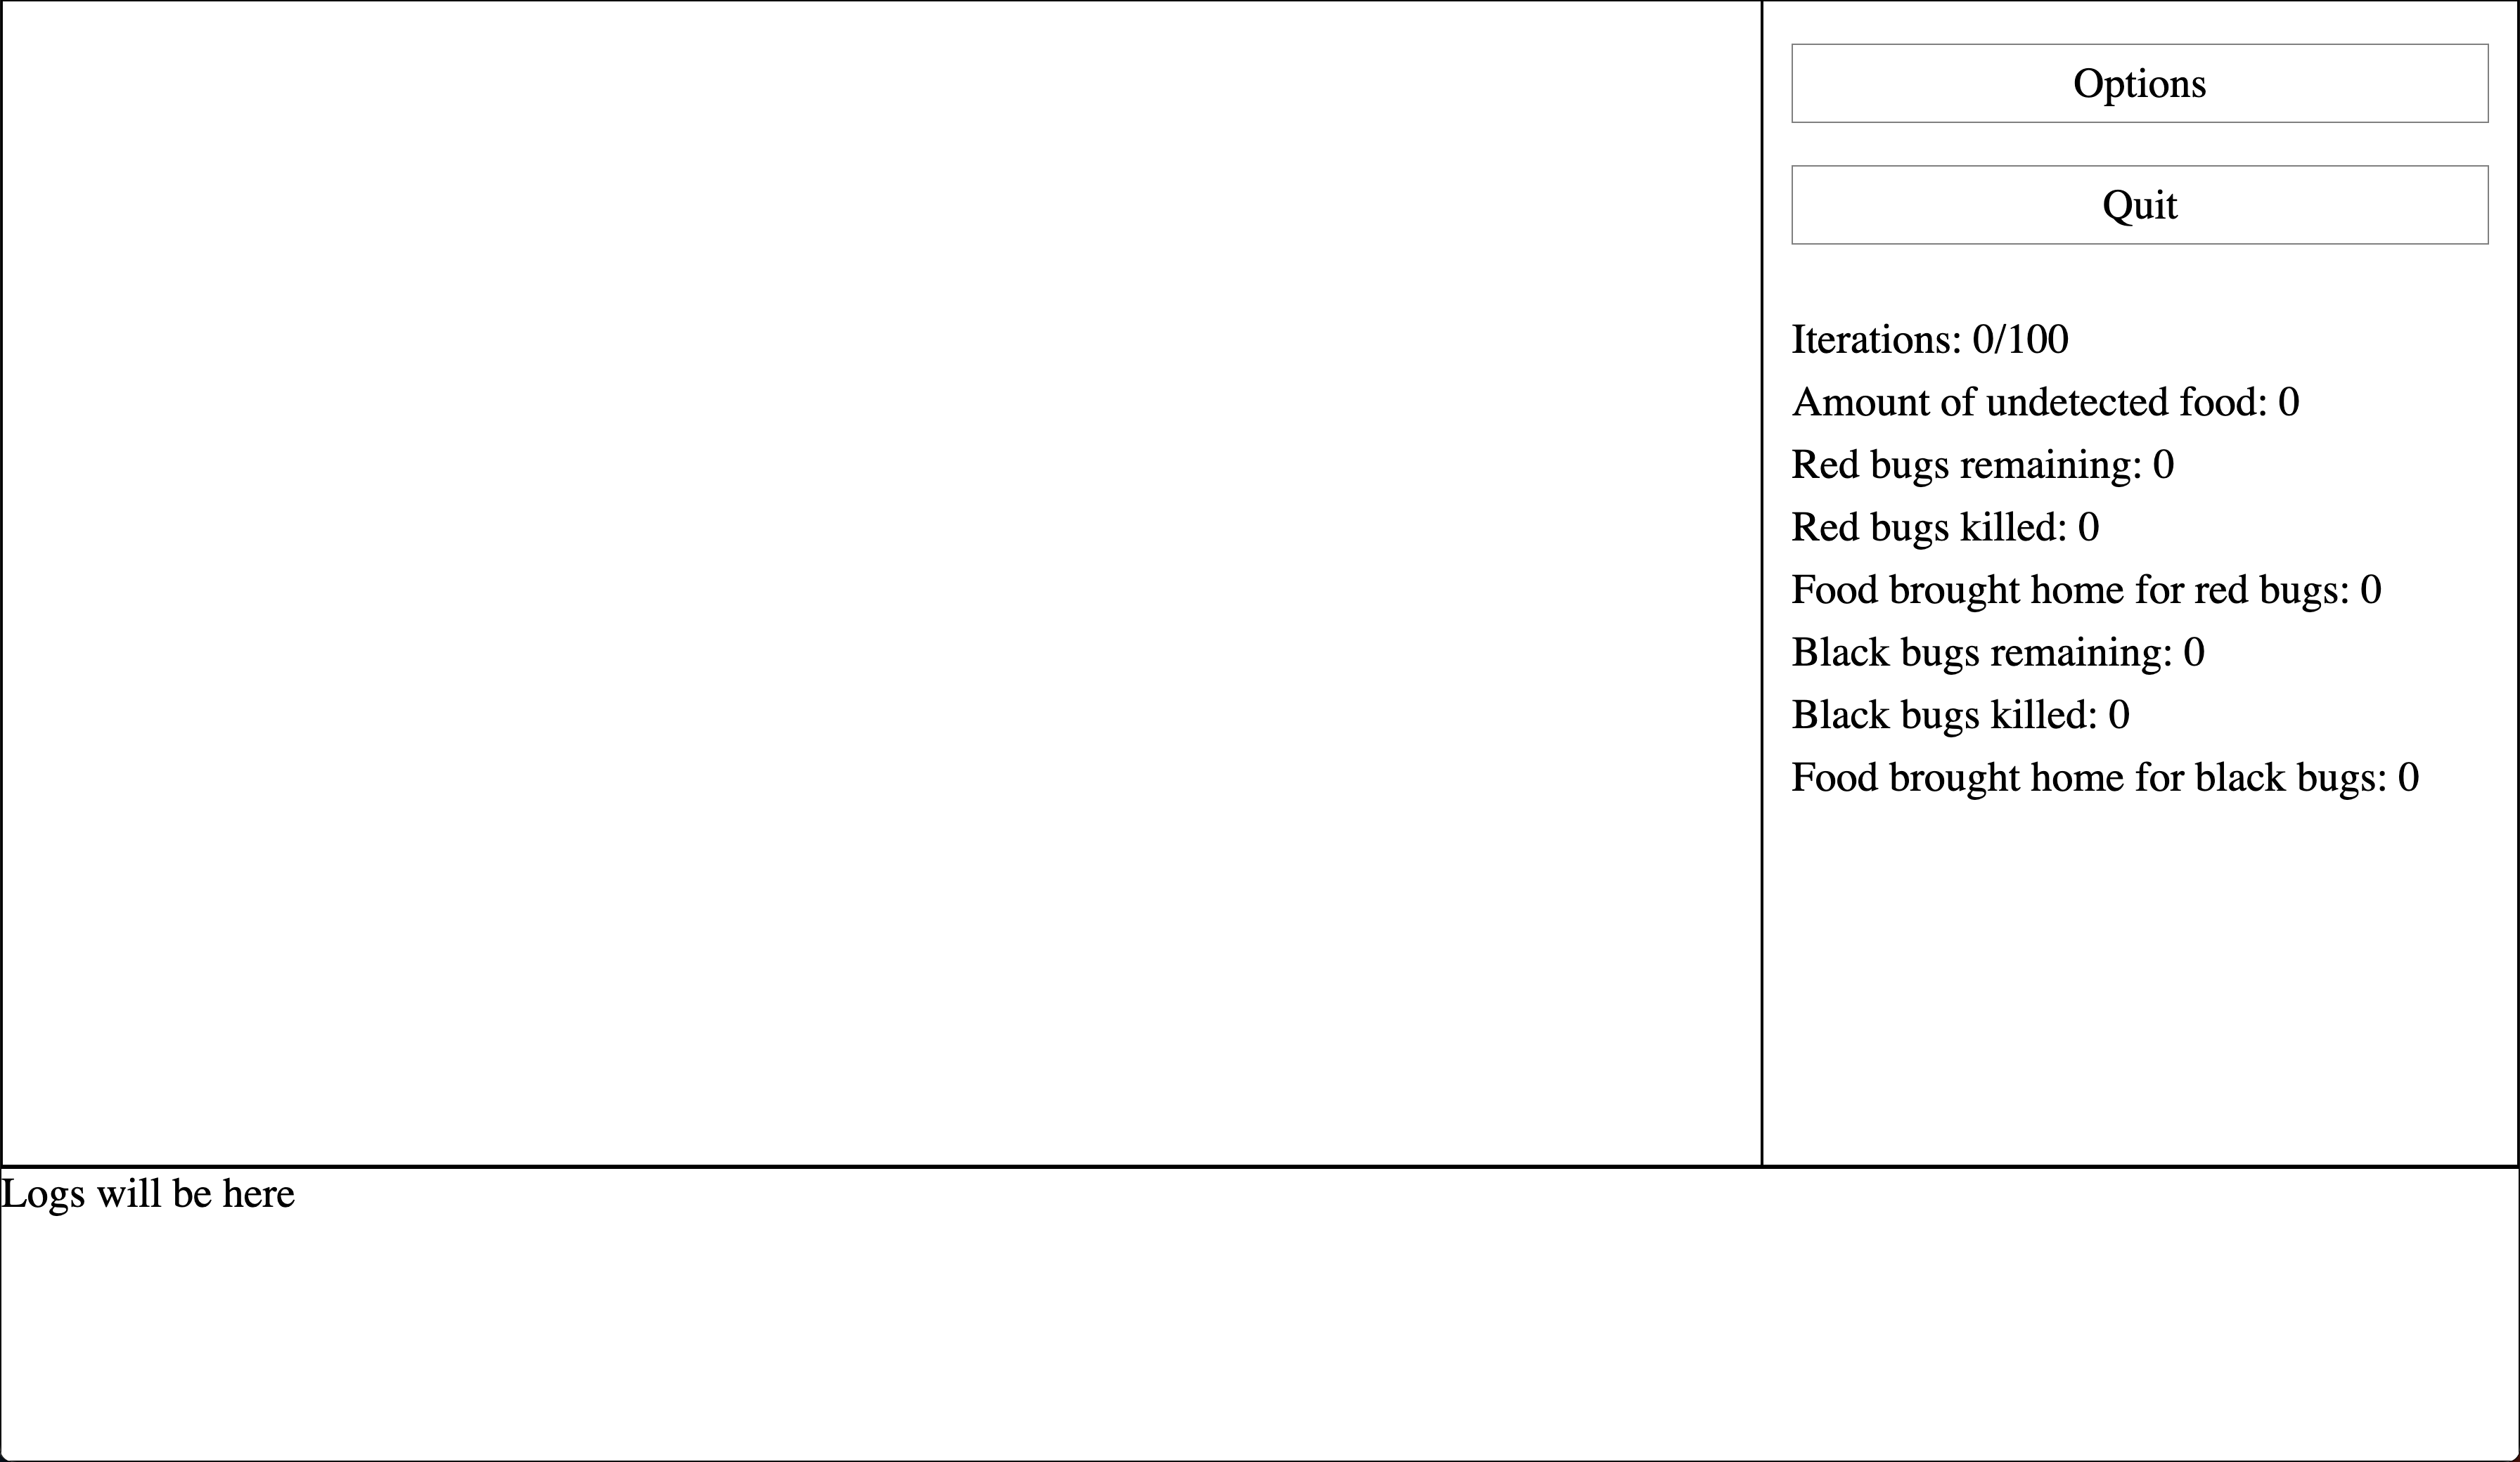 Options
Quit
Iterations: 0/100
Amount of undetected food: 0
Red bugs remaining: 0
Red bugs killed: 0
Food brought home for red bugs: 0
Black bugs remaining: 0
Black bugs killed: 0
Food brought home for black bugs: 0
Logs will be here